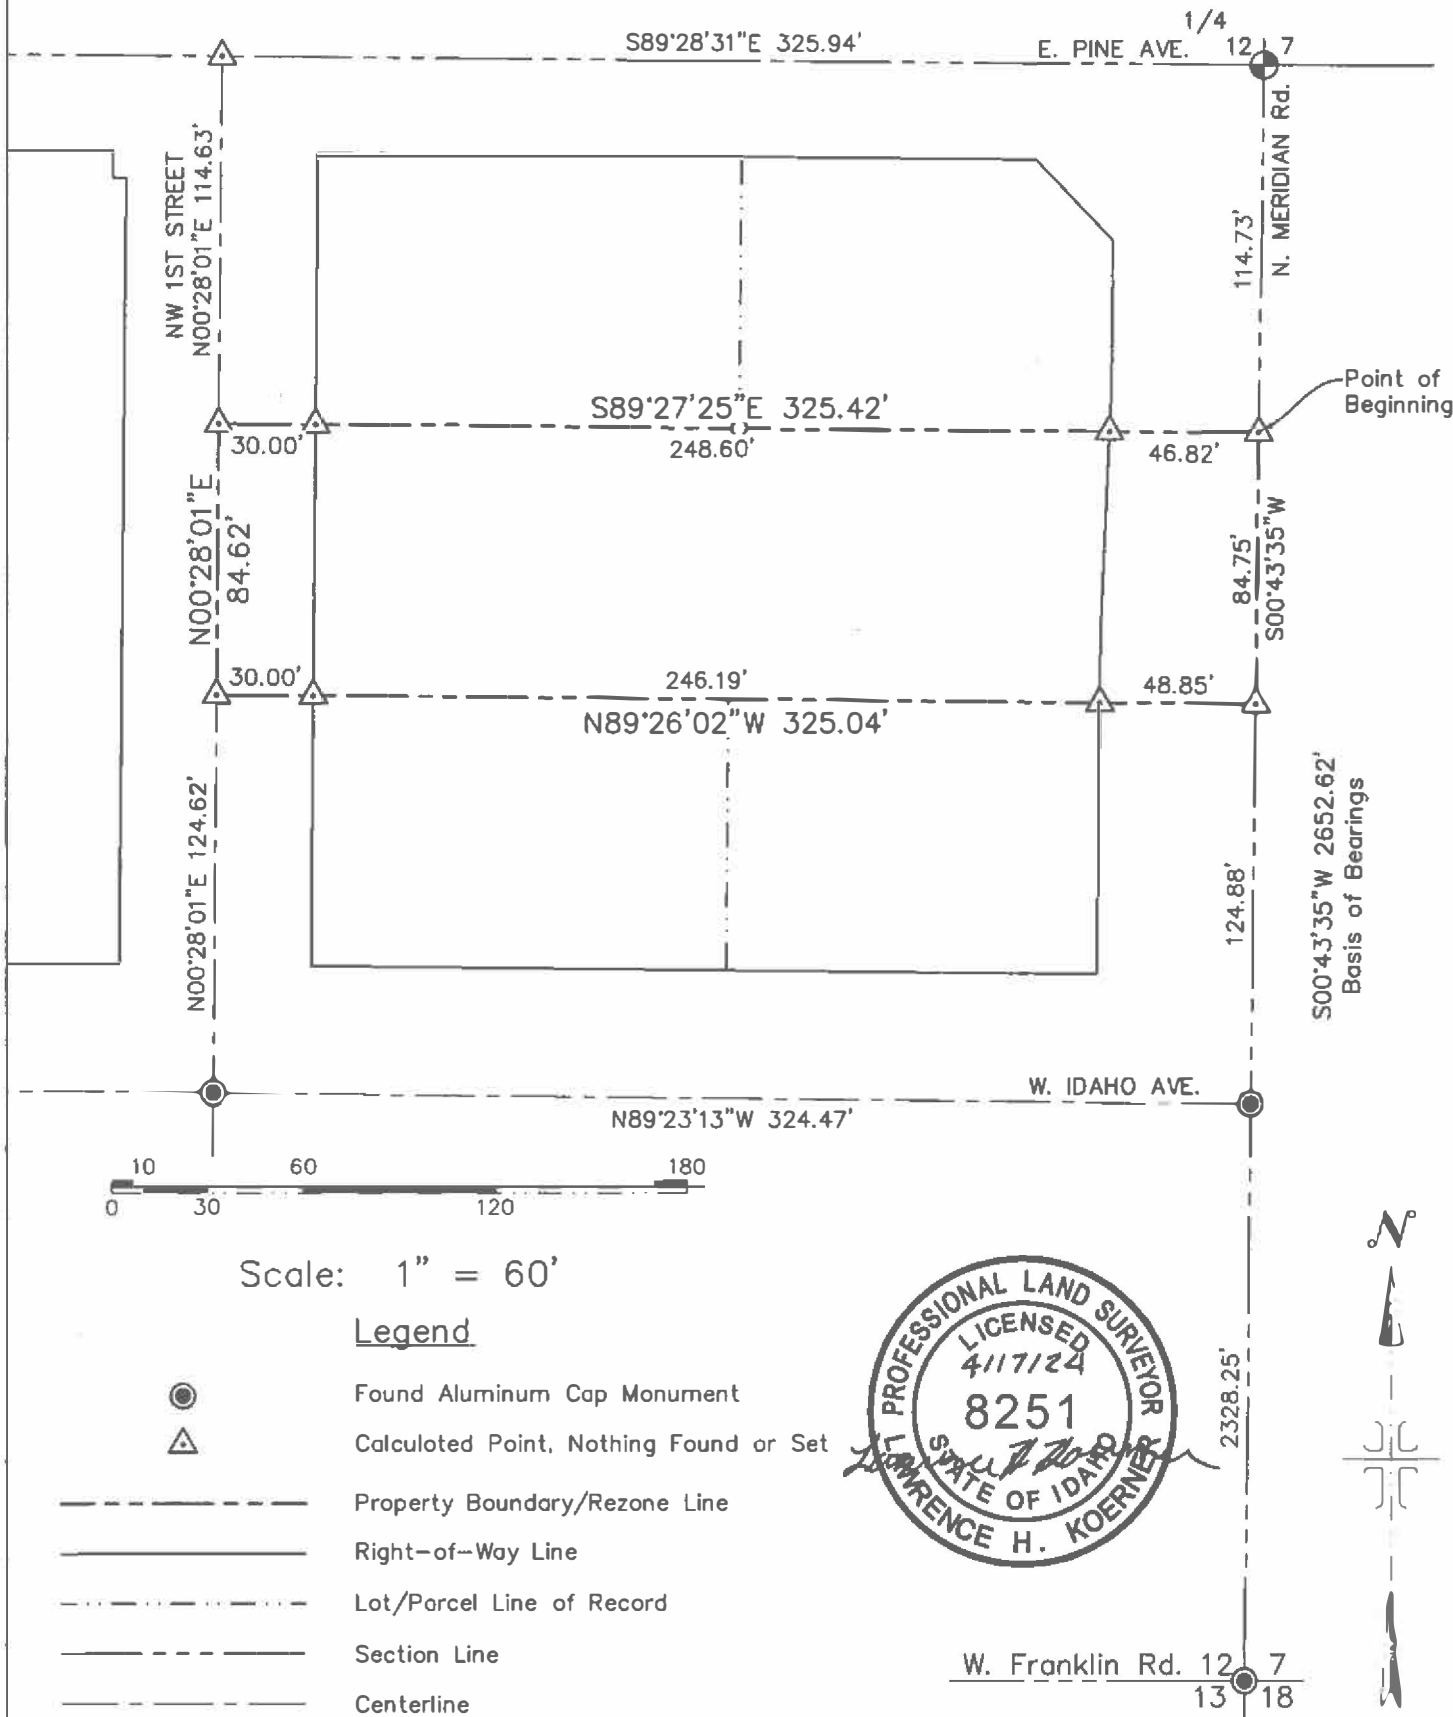 1/4
S89°28'31"E 325.94'
E. PINE AVE.
12 7
NW 1ST STREET
N00°28'01"E 114.63'
114.73'
N. MERIDIAN Rd.
Point of
Beginning
S89°27'25"E 325.42'
30.00'
248.60'
46.82'
N00°28'01"E
84.62'
84.75'
S00°43'35"W
30.00'
246.19'
48.85'
N89°26'02"W 325.04'
N00°28'01"E 124.62'
124.88'
S00°43'35"W 2652.62'
Basis of Bearings
W. IDAHO AVE.
N89°23'13"W 324.47'
10 60 180
0 30 120
Scale: 1" = 60'
Legend
Found Aluminum Cap Monument
Calculated Point, Nothing Found or Set
Property Boundary/Rezone Line
Right-of-Way Line
Lot/Parcel Line of Record
Section Line
Centerline
PROFESSIONAL LAND SURVEYOR
LICENSED
4/17/24
8251
STATE OF IDAHO
LAWRENCE H. KOERNER
2328.25'
N
W. Franklin Rd. 12 7
13 18